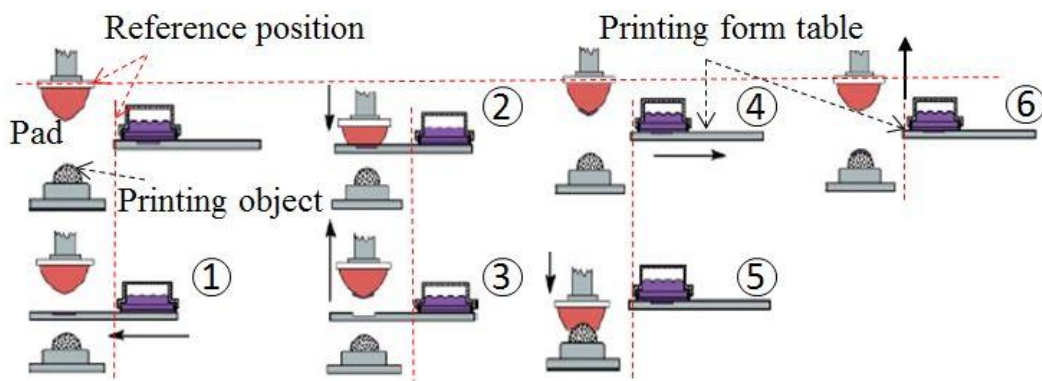 Reference position
Printing form table
Pad
②
④
⑥
Printing object
①
③
⑤